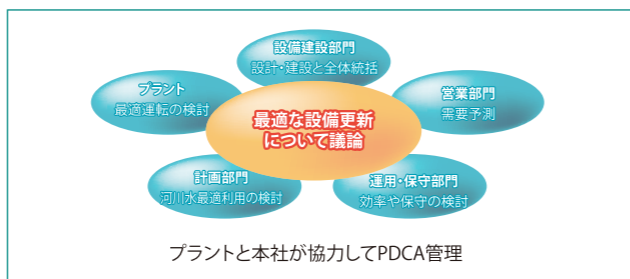 設備建設部門
設計・建設と全体統括
プラント
最適運転の検討
営業部門
需要予測
最適な設備更新
について議論
計画部門
河川水最適利用の検討
運用・保守部門
効率や保守の検討
プラントと本社が協力してPDCA管理